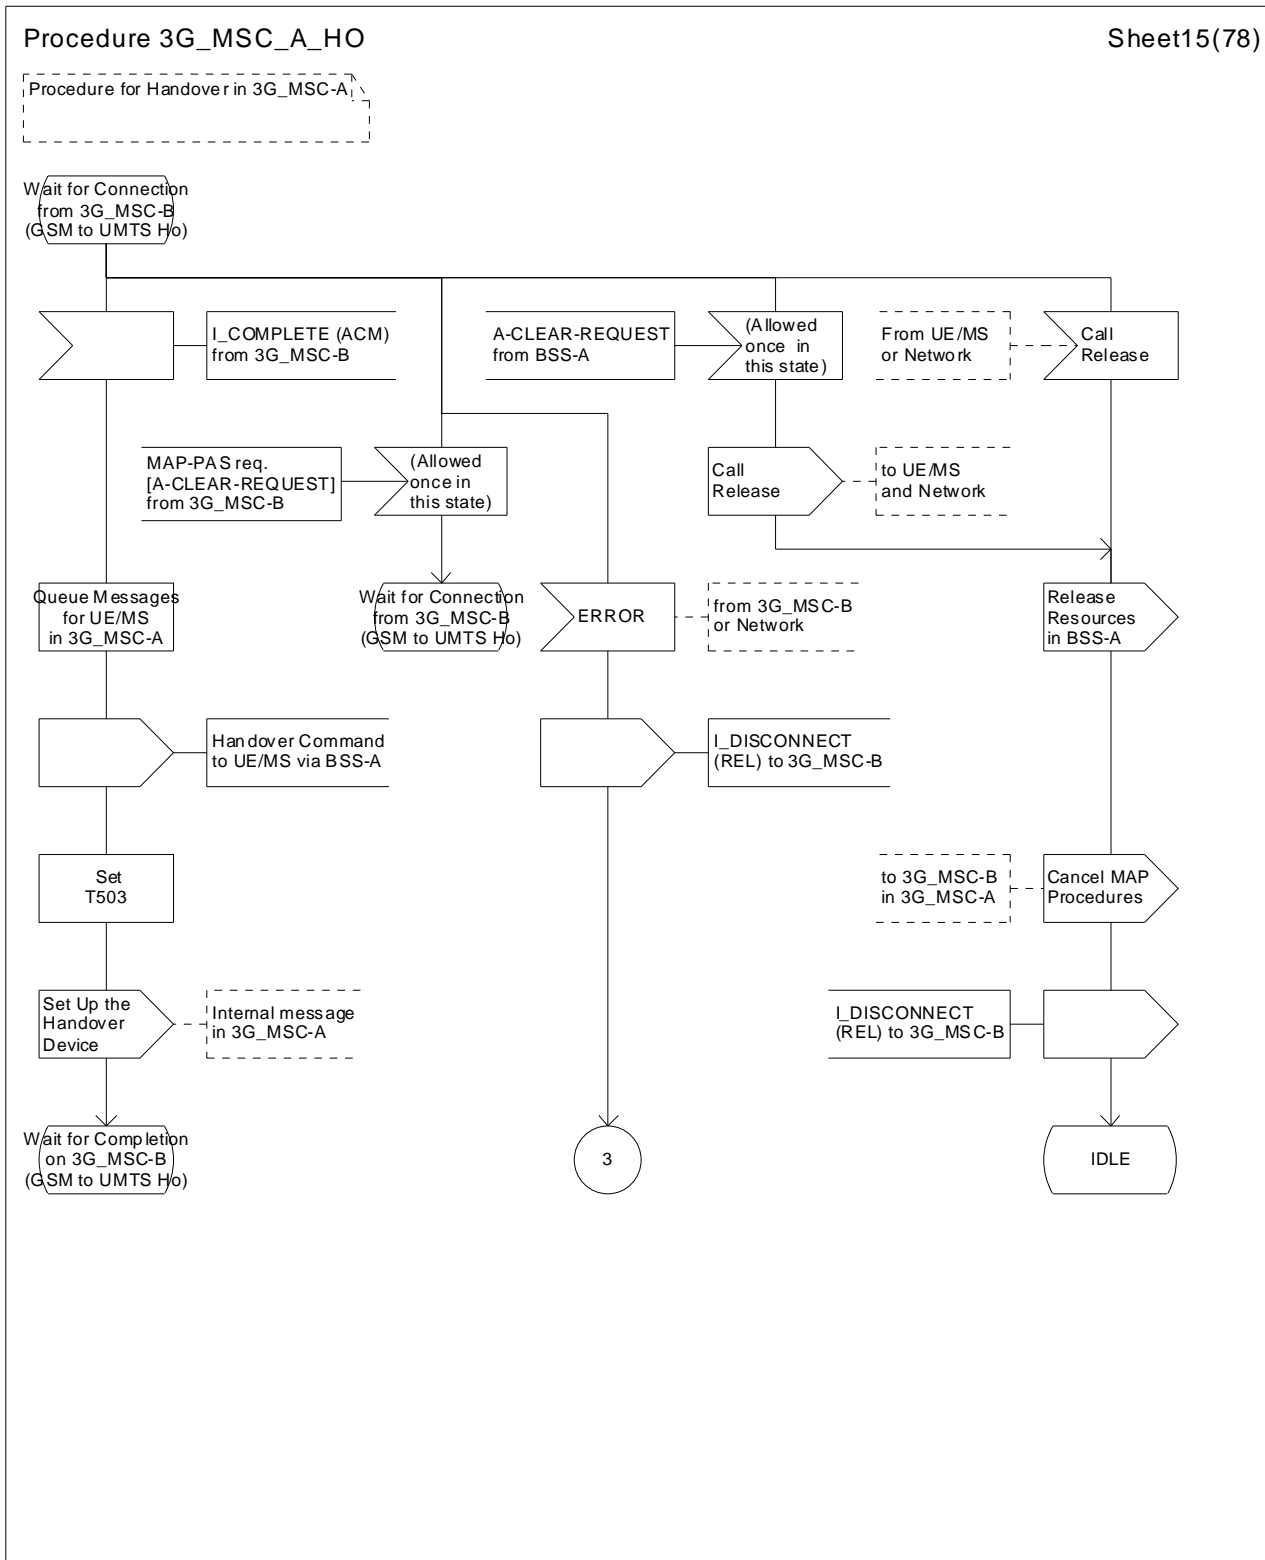 Procedure 3G_MSC_A_HO
Sheet15(78)
Procedure for Handover in 3G_MSC-A
Wait for Connection
from 3G_MSC-B
(GSM to UMTS Ho)
I_COMPLETE (ACM)
from 3G_MSC-B
A-CLEAR-REQUEST
from BSS-A
(Allowed
once in
this state)
From UE/MS
or Network
Call
Release
MAP-PAS req.
[A-CLEAR-REQUEST]
from 3G_MSC-B
(Allowed
once in
this state)
Call
Release
to UE/MS
and Network
Queue Messages
for UE/MS
in 3G_MSC-A
Wait for Connection
from 3G_MSC-B
(GSM to UMTS Ho)
ERROR
from 3G_MSC-B
or Network
Release
Resources
in BSS-A
Handover Command
to UE/MS via BSS-A
I_DISCONNECT
(REL) to 3G_MSC-B
Set
T503
to 3G_MSC-B
in 3G_MSC-A
Cancel MAP
Procedures
Set Up the
Handover
Device
Internal message
in 3G_MSC-A
I_DISCONNECT
(REL) to 3G_MSC-B
Wait for Completion
on 3G_MSC-B
(GSM to UMTS Ho)
3
IDLE